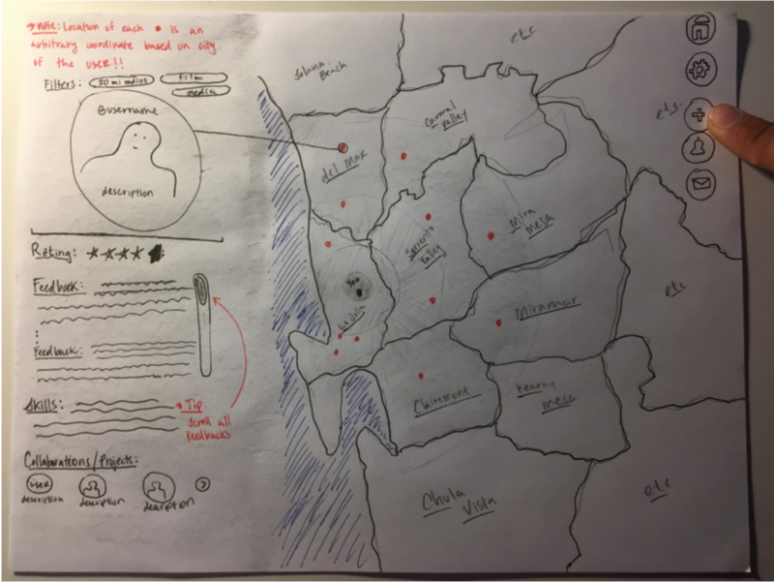 → Note: Location of each • is an
arbitrary coordinate based on city
of the user!!
Filters: 20 mi radius Film
media
@username
description
Rating:
Feedback:
Feedback:
Skills:
→ Tip:
Scroll all
feedbacks
Collaborations/Projects:
user
description
description
description
>
Solana
Beach
etc
Carmel
Valley
etc.
del mar
Sorrento
Valley
Mira
mesa
You
La Jolla
Miramar
etc
Clairemont
Kearny
mesa
Chula
Vista
etc